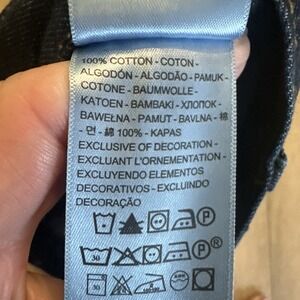 100% COTTON - COTON -
ALGODÓN - ALGODÃO - PAMUK -
COTONE - BAUMWOLLE -
KATOEN - BAMBAKI - ХЛОПОК -
BAWEŁNA - PAMUT - BAVLNA - 棉
- 면 - 綿 100% - KAPAS
EXCLUSIVE OF DECORATION -
EXCLUANT L'ORNEMENTATION -
EXCLUYENDO ELEMENTOS
DECORATIVOS - EXCLUINDO
DECORAÇÃO
P
30 P